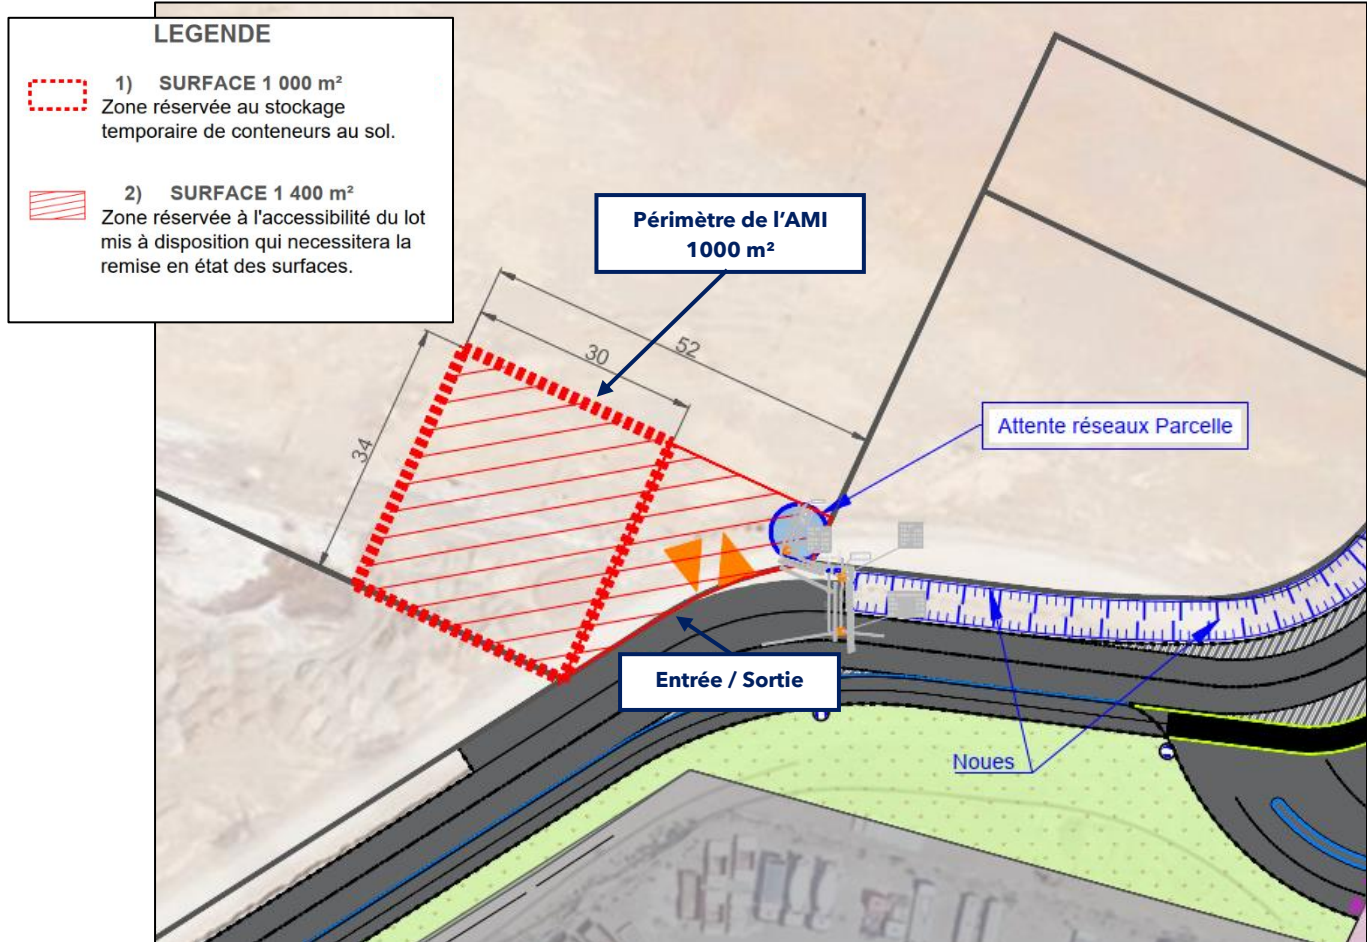 LEGENDE
1) SURFACE 1 000 m²
Zone réservée au stockage
temporaire de conteneurs au sol.
2) SURFACE 1 400 m²
Zone réservée à l'accessibilité du lot
mis à disposition qui necessitera la
remise en état des surfaces.
Périmètre de l’AMI
1000 m²
52
30
34
Attente réseaux Parcelle
Entrée / Sortie
Noues